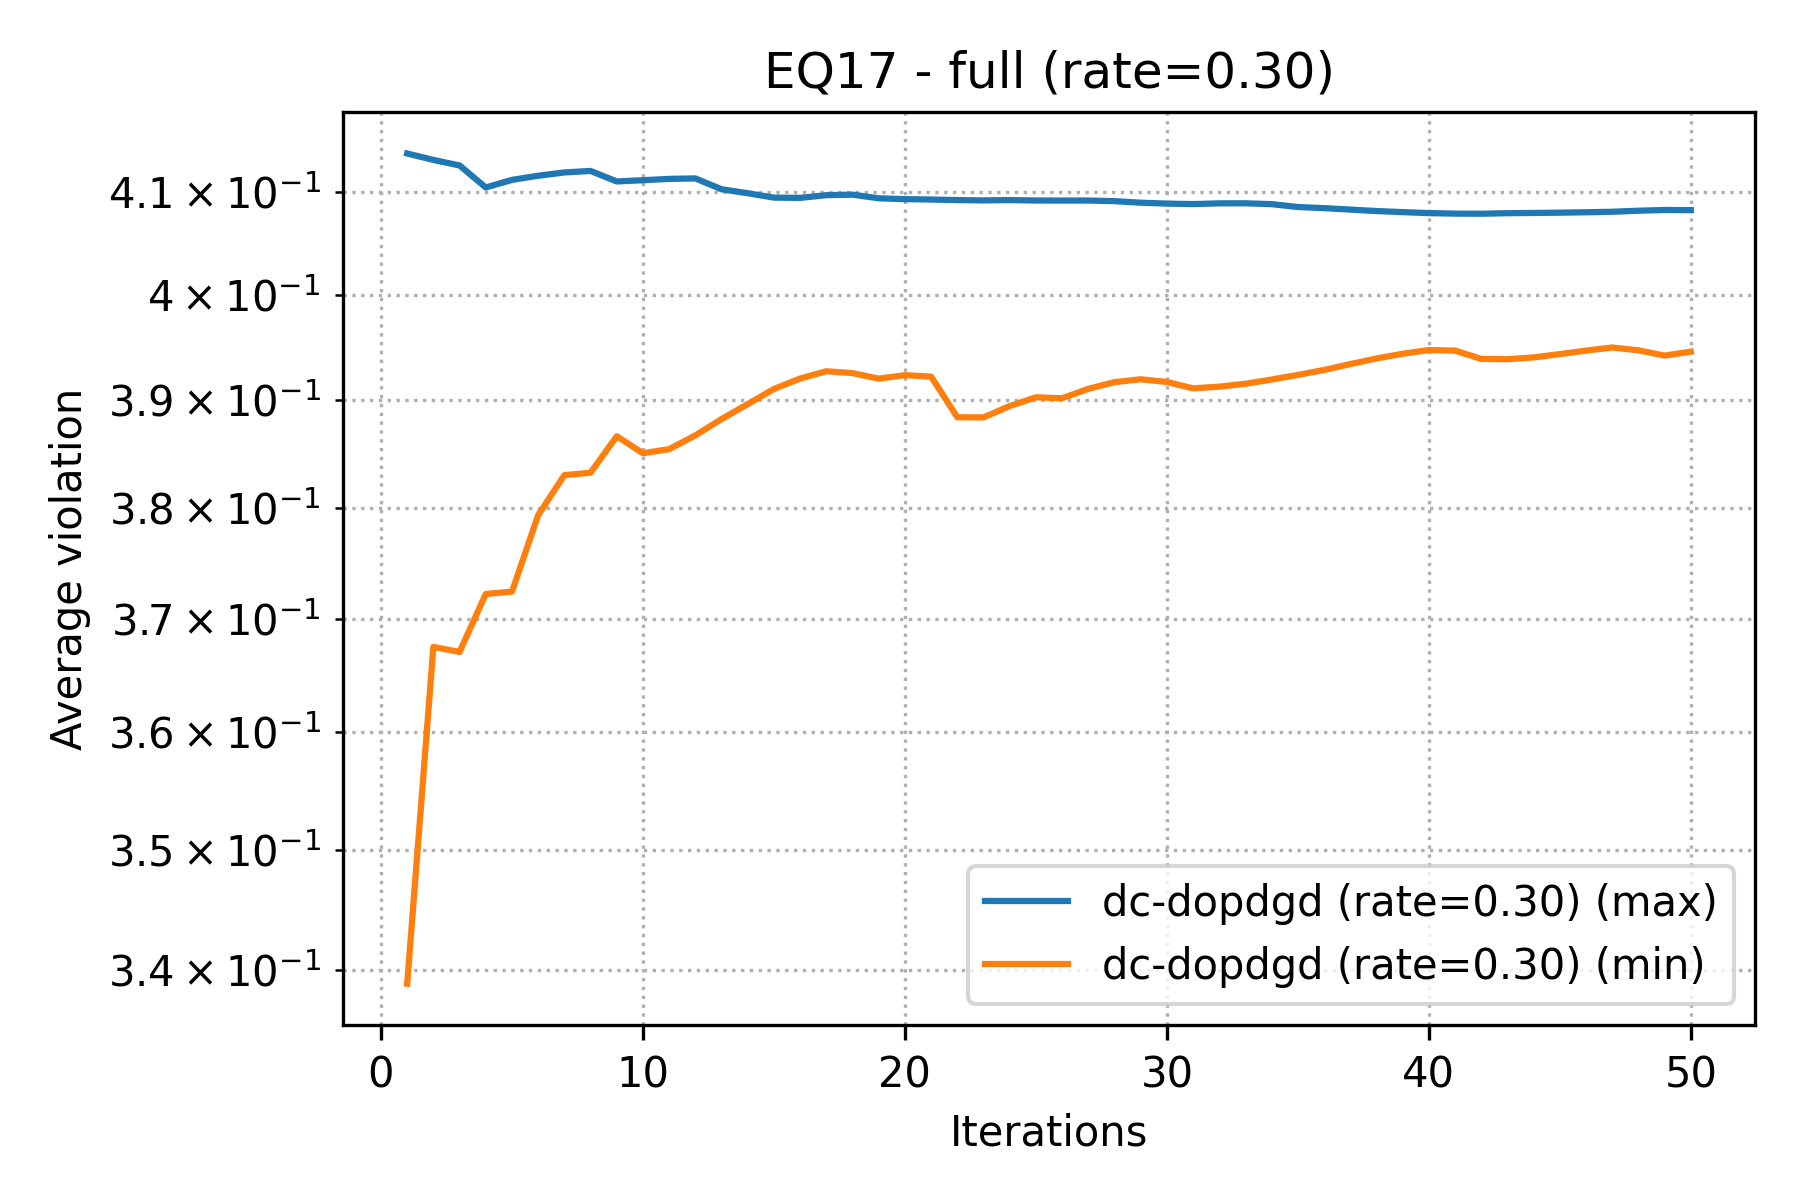 EQ17 - full (rate=0.30)
4.1 × 10⁻¹
4 × 10⁻¹
3.9 × 10⁻¹
3.8 × 10⁻¹
3.7 × 10⁻¹
3.6 × 10⁻¹
3.5 × 10⁻¹
3.4 × 10⁻¹
Average violation
dc-dopdgd (rate=0.30) (max)
dc-dopdgd (rate=0.30) (min)
0 10 20 30 40 50
Iterations